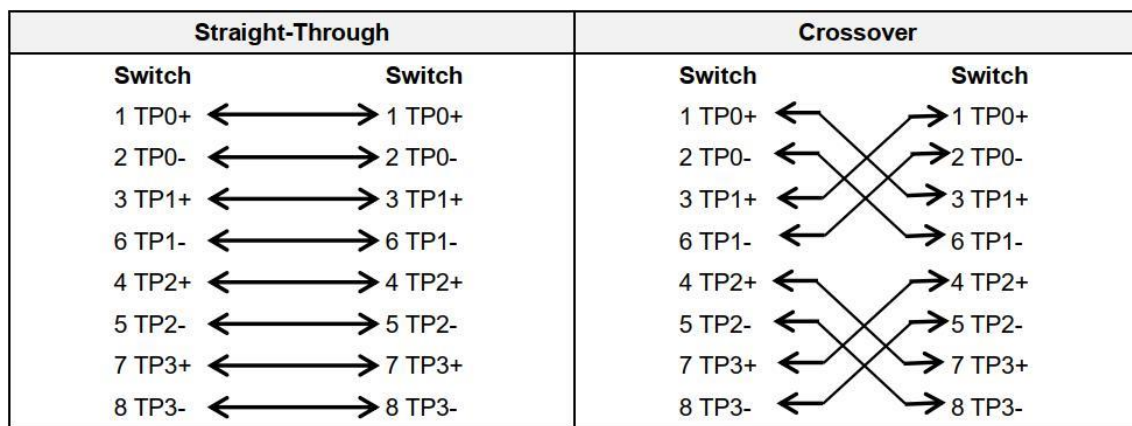 Straight-Through Crossover
Switch Switch Switch Switch
1 TP0+ 1 TP0+ 1 TP0+ 1 TP0+
2 TP0- 2 TP0- 2 TP0- 2 TP0-
3 TP1+ 3 TP1+ 3 TP1+ 3 TP1+
6 TP1- 6 TP1- 6 TP1- 6 TP1-
4 TP2+ 4 TP2+ 4 TP2+ 4 TP2+
5 TP2- 5 TP2- 5 TP2- 5 TP2-
7 TP3+ 7 TP3+ 7 TP3+ 7 TP3+
8 TP3- 8 TP3- 8 TP3- 8 TP3-